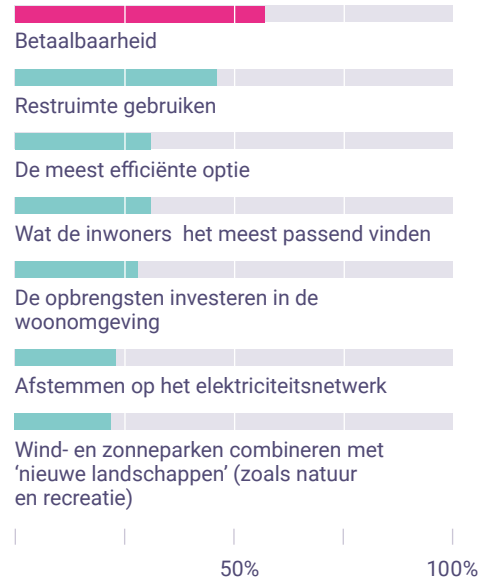 Betaalbaarheid
Restruimte gebruiken
De meest efficiënte optie
Wat de inwoners  het meest passend vinden
De opbrengsten investeren in de
woonomgeving
Afstemmen op het elektriciteitsnetwerk
Wind- en zonneparken combineren met
‘nieuwe landschappen’ (zoals natuur
en recreatie)
50% 100%